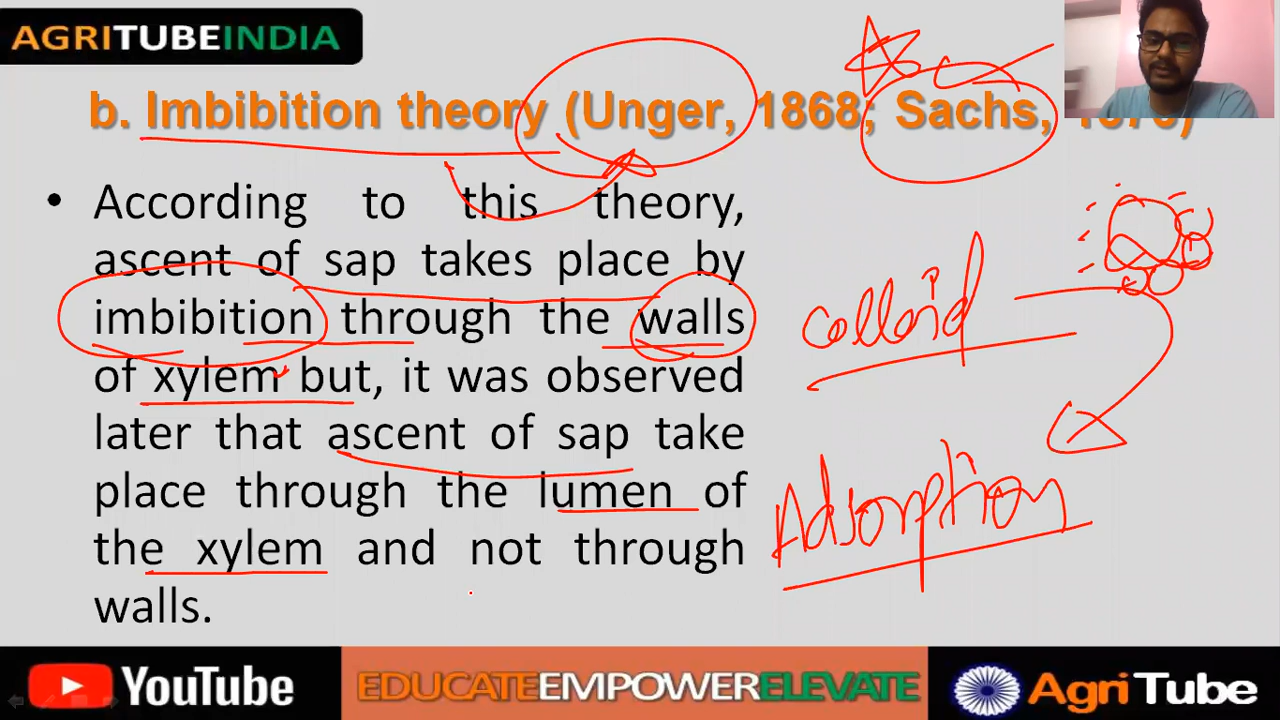 AGRITUBEINDIA
b. Imbibition theory (Unger, 1868; Sachs,
• According to this theory,
ascent of sap takes place by
imbibition through the walls
of xylem but, it was observed
later that ascent of sap take
place through the lumen of
the xylem and not through
walls.
colloid
Adsorption
YouTube
EDUCATEEMPOWERELEVATE
AgriTube